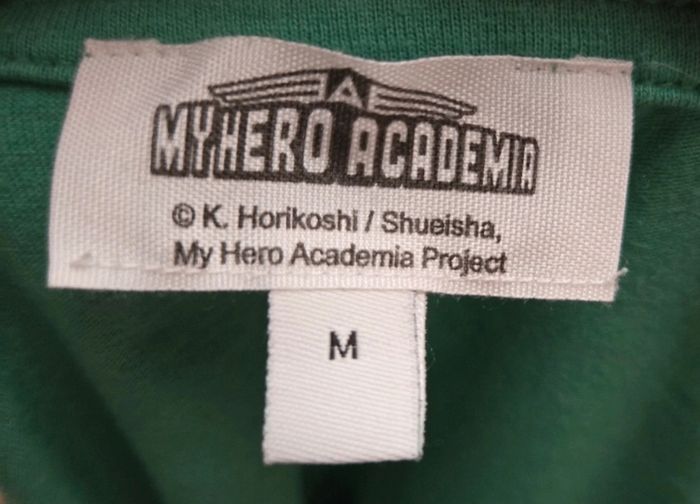 MY HERO ACADEMIA
© K. Horikoshi / Shueisha,
My Hero Academia Project
M